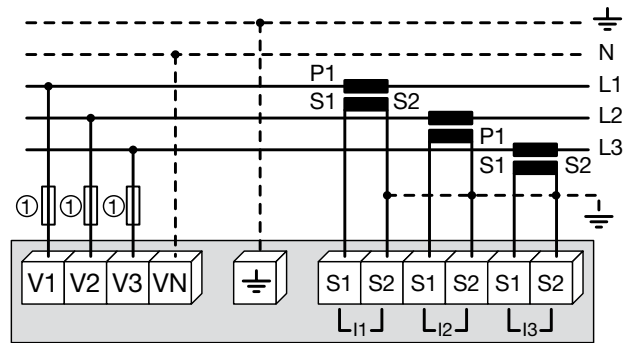 N
P1
L1
S1 S2
L2
P1
L3
S1 S2
① ① ①
V1 V2 V3 VN S1 S2 S1 S2 S1 S2
I1 I2 I3